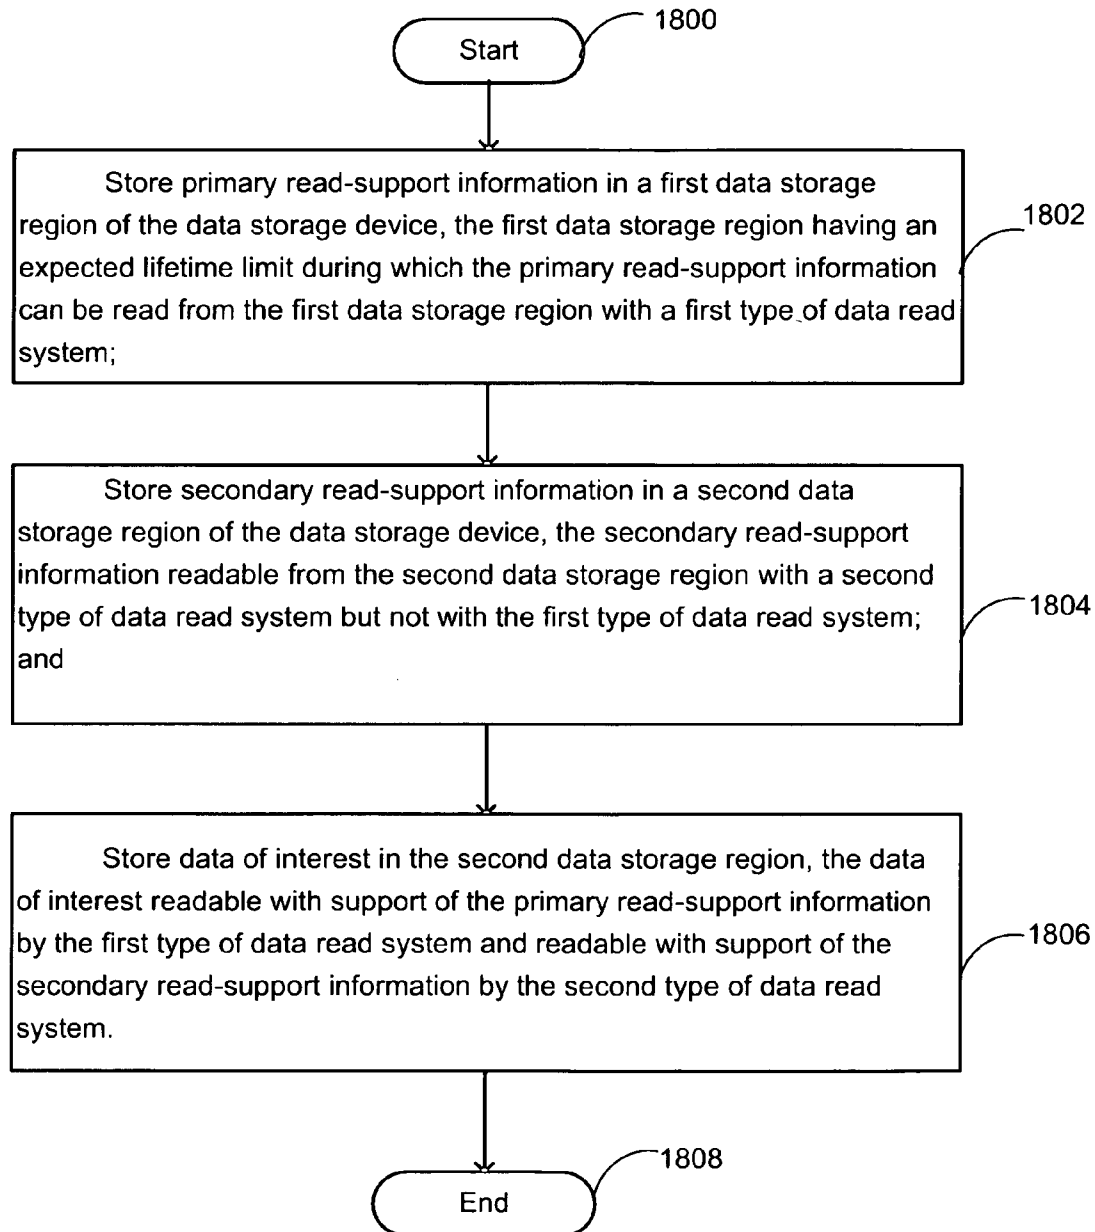 Start
1800
Store primary read-support information in a first data storage
region of the data storage device, the first data storage region having an
expected lifetime limit during which the primary read-support information
can be read from the first data storage region with a first type of data read
system;
1802
Store secondary read-support information in a second data
storage region of the data storage device, the secondary read-support
information readable from the second data storage region with a second
type of data read system but not with the first type of data read system;
and
1804
Store data of interest in the second data storage region, the data
of interest readable with support of the primary read-support information
by the first type of data read system and readable with support of the
secondary read-support information by the second type of data read
system.
1806
1808
End